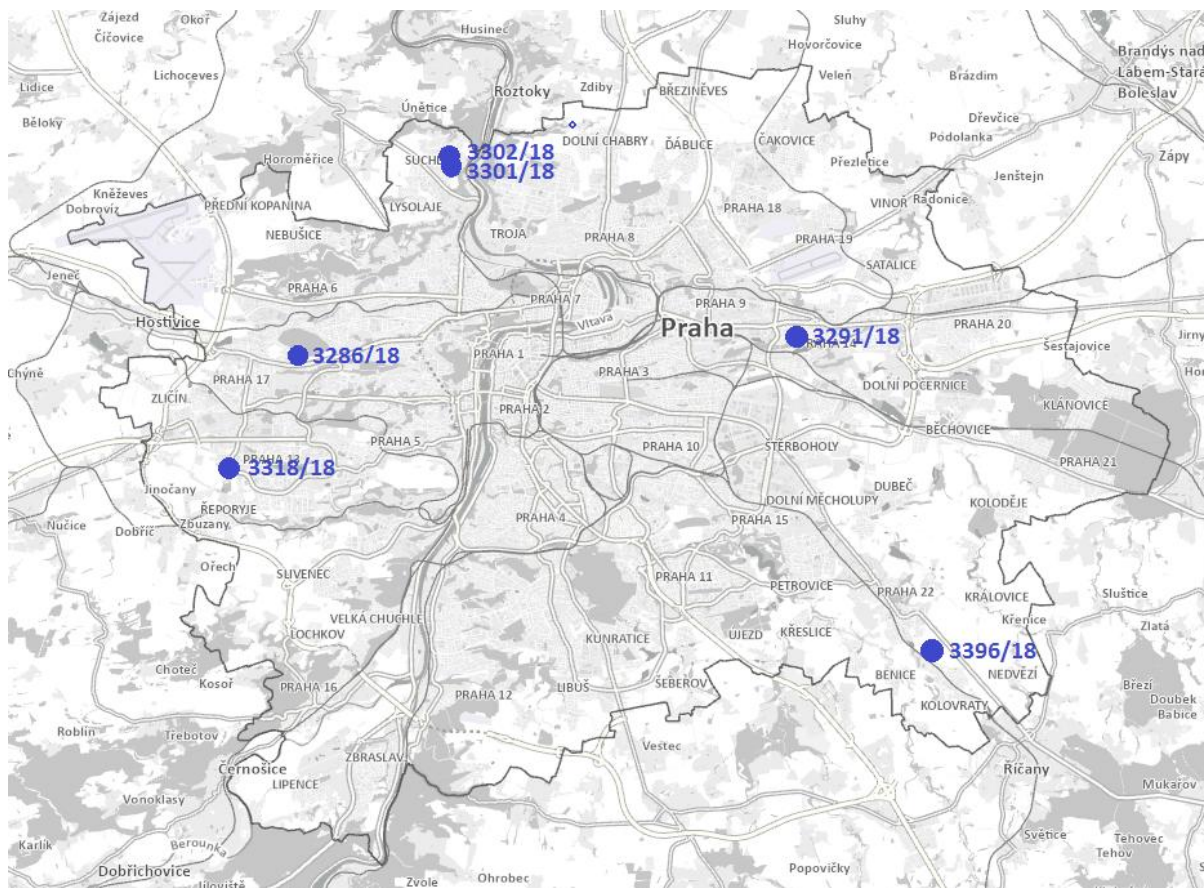 Zájezd
Okoř
Číčovice
Husinec
Sluhy
Hovorčovice
Brandýs nad
Labem-Stará
Boleslav
Lichoceves
Lidice
Roztoky
Zdiby
BŘEZINĚVES
Veleň
Brázdim
Běloky
Únětice
Dřevčice
Podolanka
DOLNÍ CHABRY
ĎÁBLICE
ČAKOVICE
Horoměřice
3302/18
3301/18
Přezletice
Zápy
Jenštejn
Kněževes
Dobrovíz
PŘEDNÍ KOPANINA
LYSOLAJE
PRAHA 18
VINOŘ
Radonice
NEBUŠICE
TROJA
PRAHA 8
PRAHA 19
SATALICE
Jeneč
PRAHA 6
PRAHA 7
PRAHA 9
Hostivice
Vltava
Praha
PRAHA 20
Jirny
3286/18
PRAHA 1
3291/18
PRAHA 14
Šestajovice
Chýně
PRAHA 17
PRAHA 3
DOLNÍ POČERNICE
ZLIČÍN
PRAHA 2
KLÁNOVICE
PRAHA 5
PRAHA 10
ŠTĚRBOHOLY
BĚCHOVICE
PRAHA 13
3318/18
PRAHA 21
Jinočany
DUBEČ
ŘEPORYJE
DOLNÍ MĚCHOLUPY
KOLODĚJE
Nučice
Dobříč
Zbuzany
PRAHA 4
PRAHA 15
Ořech
SLIVENEC
PRAHA 11
PETROVICE
PRAHA 22
KRÁLOVICE
Sluštice
VELKÁ CHUCHLE
Křenice
Zlatá
LOCHKOV
KUNRATICE
ÚJEZD
KŘESLICE
3396/18
Choteč
Kosoř
PRAHA 16
PRAHA 12
LIBUŠ
ŠEBEROV
BENICE
NEDVĚZÍ
Březí
Doubek
Babice
KOLOVRATY
Roblín
Třebotov
Vestec
ZBRASLAV
Černošice
LIPENCE
Říčany
Mukařov
Vonoklasy
Světice
Tehovec
Tehov
Karlík
Berounka
Dobřichovice
Popovičky
Jíloviště
Zvole
Ohrobec